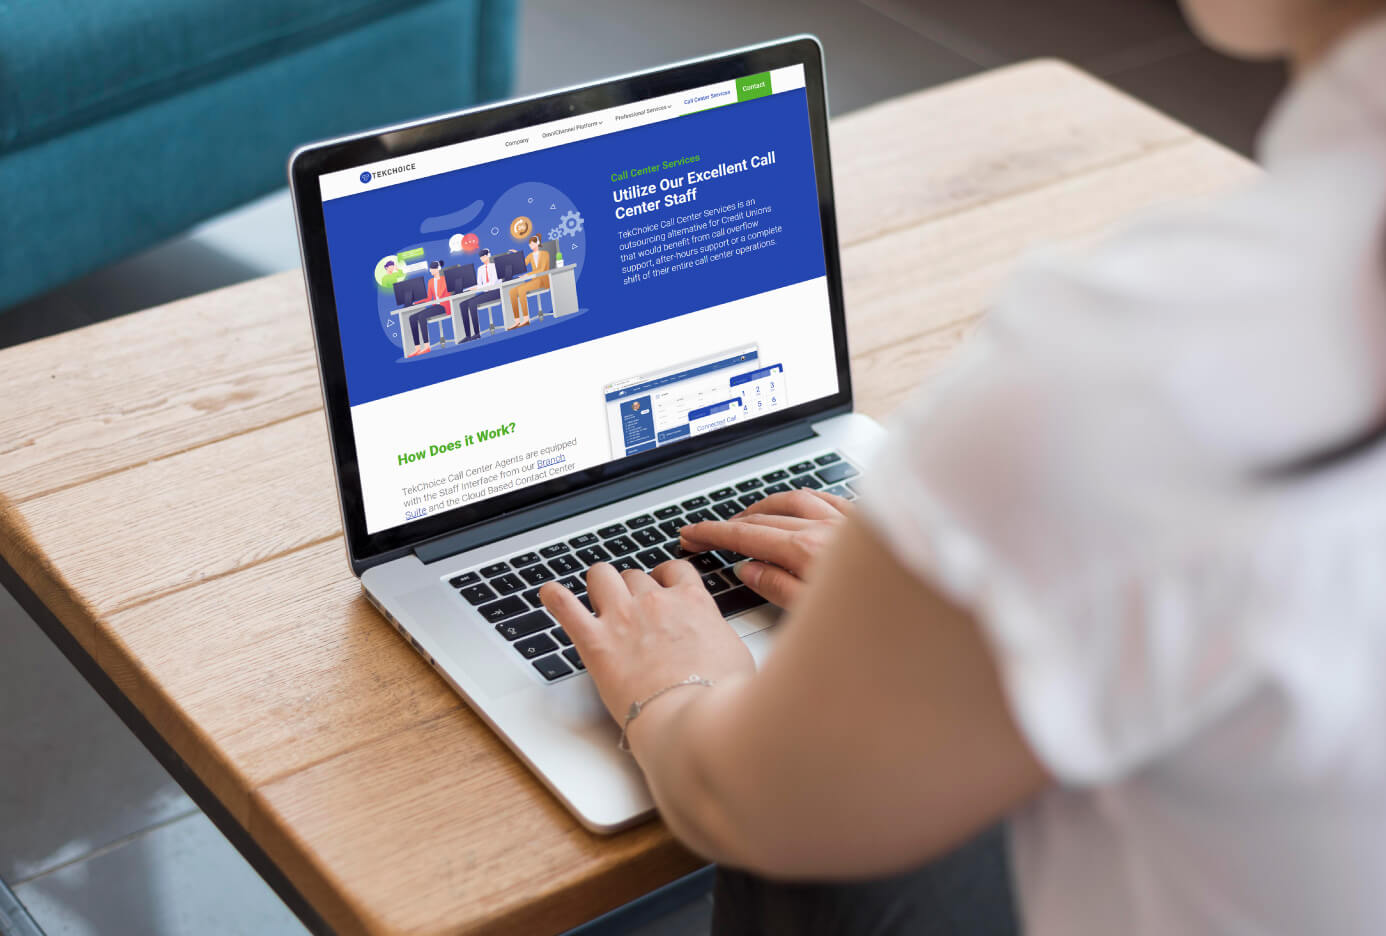 TEKCHOICE
Company
OmniChannel Platform
Professional Services
Call Center Services
Contact
Call Center Services
Utilize Our Excellent Call
Center Staff
TekChoice Call Center Services is an
outsourcing alternative for Credit Unions
that would benefit from call overflow
support, after-hours support or a complete
shift of their entire call center operations.
1 2 3
4 5 6
Connected Call
How Does it Work?
TekChoice Call Center Agents are equipped
with the Staff Interface from our Branch
Suite and the Cloud Based Contact Center